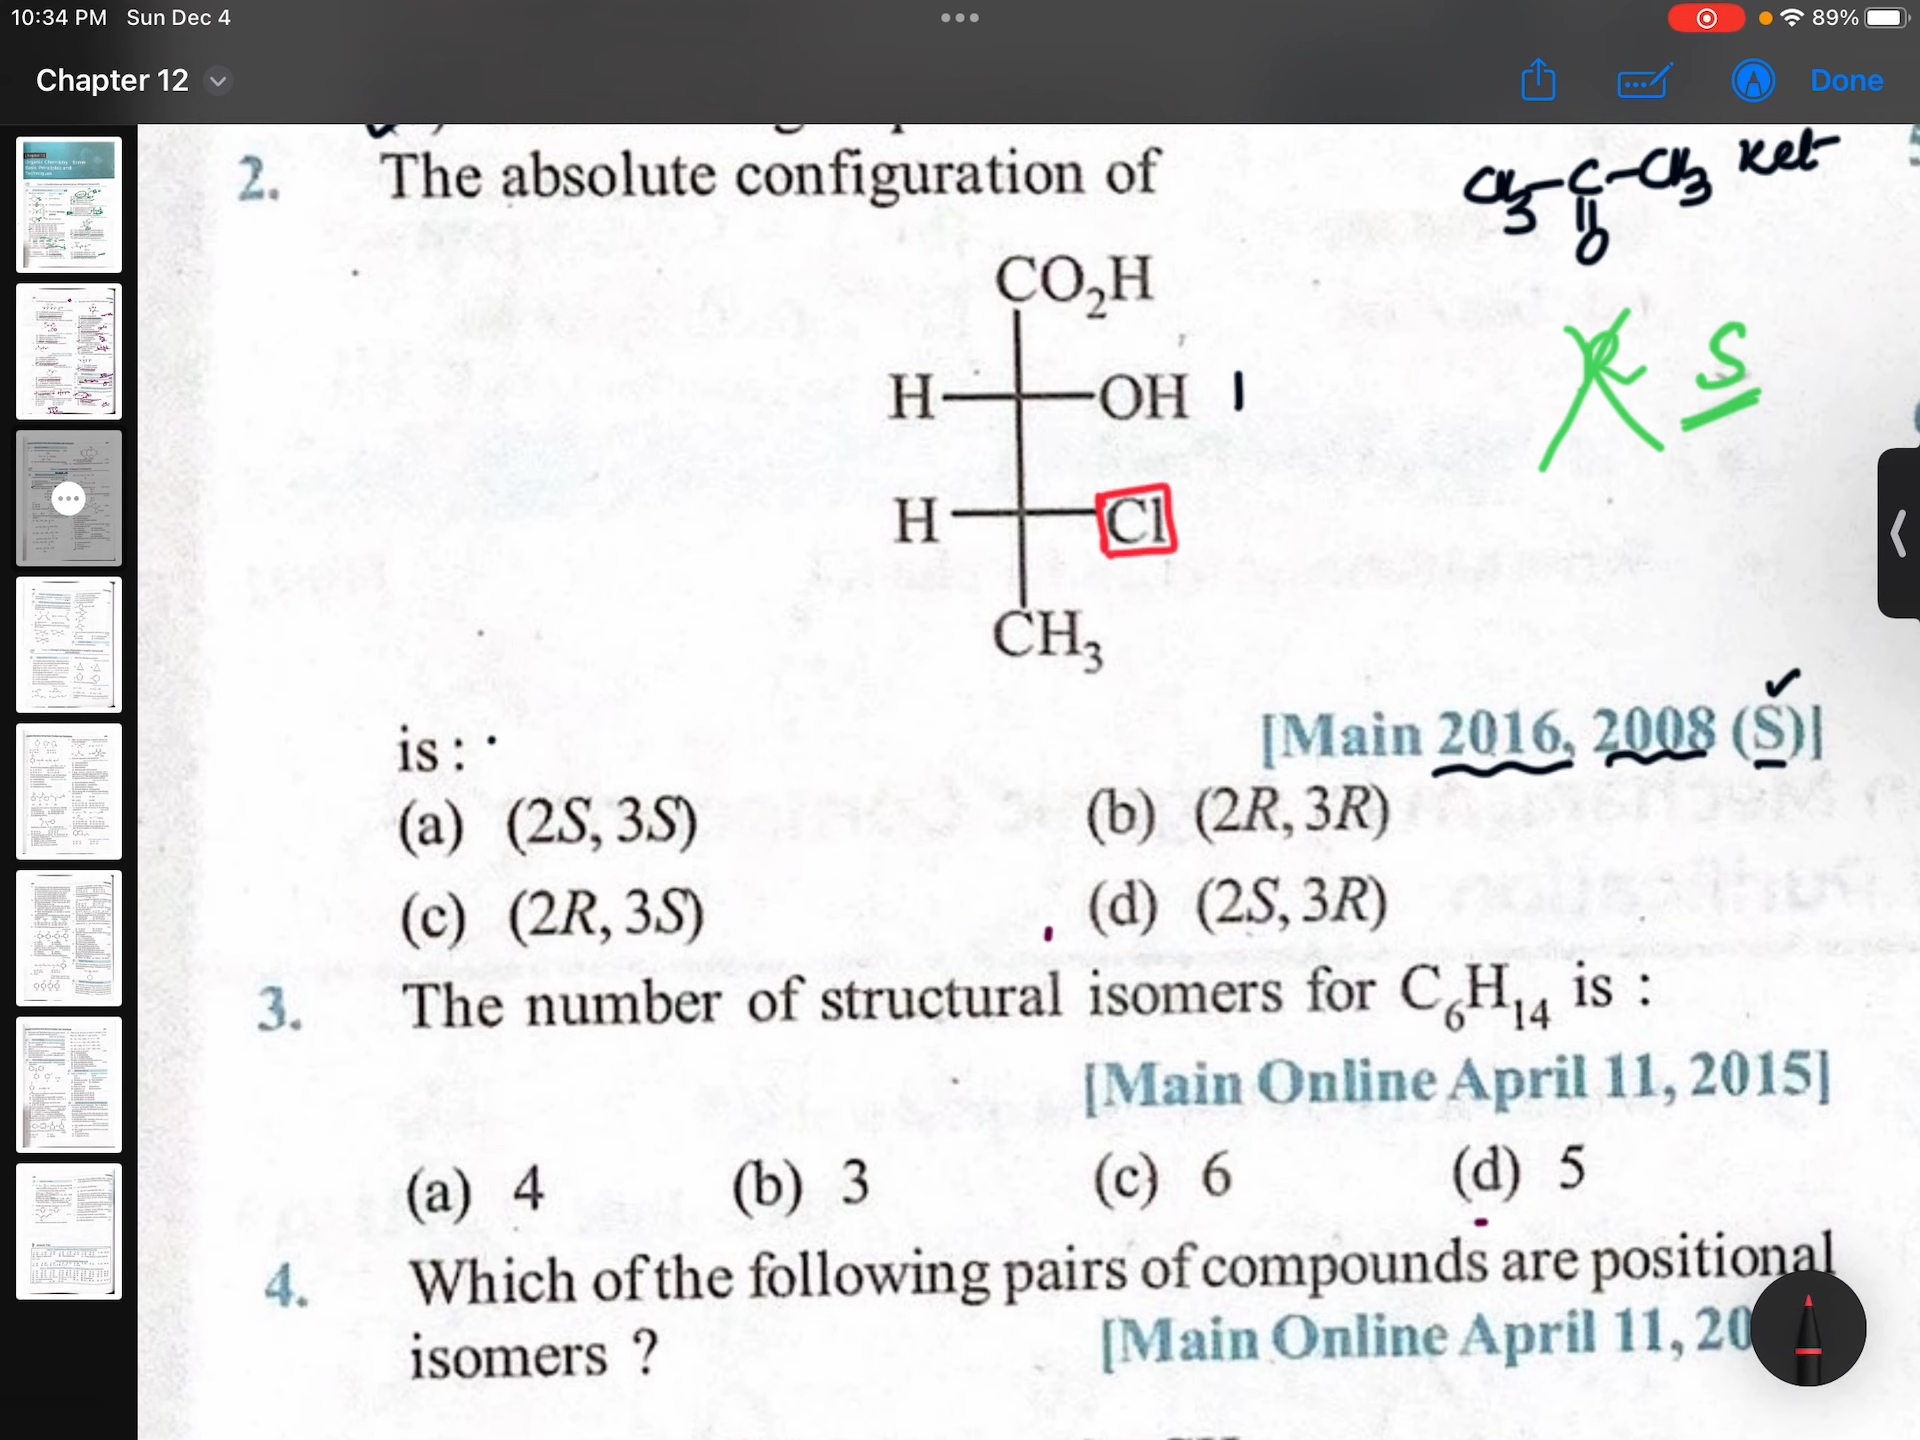 10:34 PM Sun Dec 4
89%
Chapter 12
Done
2. The absolute configuration of
CH3-C-CH3 Ket
O
CO2H
H OH 1
R S
H Cl
CH3
is :
[Main 2016, 2008 (S)]
(a) (2S, 3S) (b) (2R, 3R)
(c) (2R, 3S) (d) (2S, 3R)
3. The number of structural isomers for C6H14 is :
[Main Online April 11, 2015]
(a) 4 (b) 3 (c) 6 (d) 5
4. Which of the following pairs of compounds are positional
isomers ? [Main Online April 11, 20